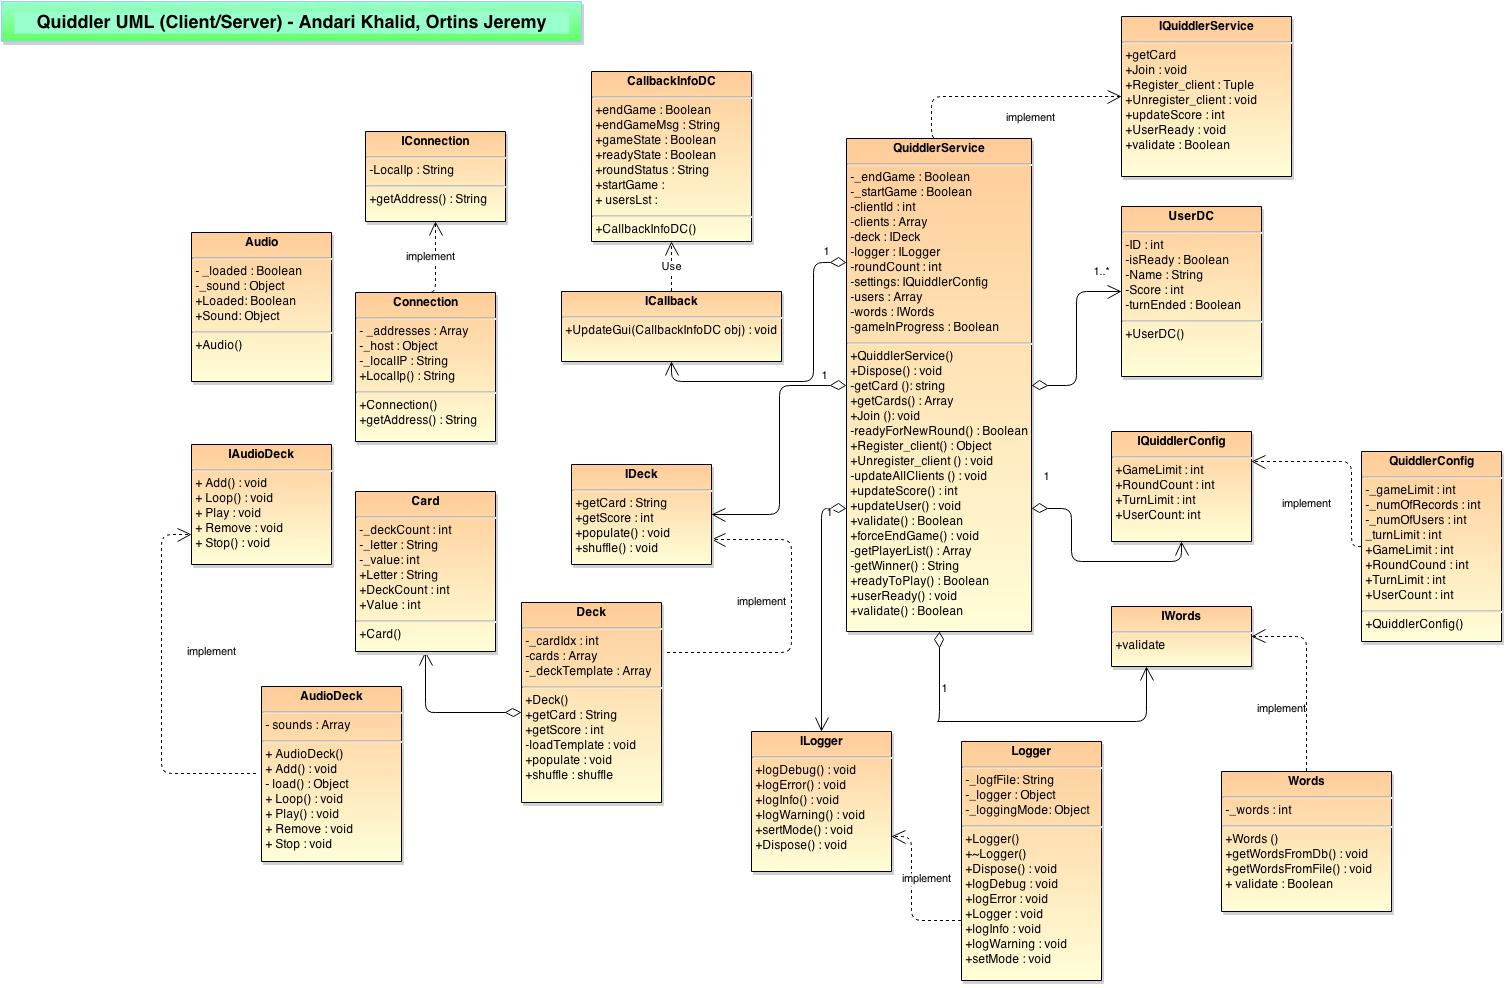 Quiddler UML (Client/Server) - Andari Khalid, Ortins Jeremy
IQuiddlerService
+getCard
+Join : void
+Register_client : Tuple
+Unregister_client : void
+updateScore : int
+UserReady : void
+validate : Boolean
implement
CallbackInfoDC
+endGame : Boolean
+endGameMsg : String
+gameState : Boolean
+readyState : Boolean
+roundStatus : String
+startGame :
+ usersLst :
+CallbackInfoDC()
IConnection
-LocalIp : String
+getAddress() : String
implement
Use
QuiddlerService
-_endGame : Boolean
-_startGame : Boolean
-clientId : int
-clients : Array
-deck : IDeck
-logger : ILogger
-roundCount : int
-settings: IQuiddlerConfig
-users : Array
-words : IWords
-gameInProgress : Boolean
+QuiddlerService()
+Dispose() : void
-getCard (): string
+getCards() : Array
+Join (): void
-readyForNewRound() : Boolean
+Register_client() : Object
+Unregister_client () : void
-updateAllClients () : void
+updateScore() : int
+updateUser() : void
+validate() : Boolean
+forceEndGame() : void
-getPlayerList() : Array
-getWinner() : String
+readyToPlay() : Boolean
+userReady() : void
+validate() : Boolean
UserDC
-ID : int
-isReady : Boolean
-Name : String
-Score : int
-turnEnded : Boolean
+UserDC()
1..*
1
1
1
1
1
Audio
- _loaded : Boolean
- _sound : Object
+Loaded: Boolean
+Sound: Object
+Audio()
Connection
- _addresses : Array
-_host : Object
-_localIP : String
+LocalIp() : String
+Connection()
+getAddress() : String
ICallback
+UpdateGui(CallbackInfoDC obj) : void
IAudioDeck
+ Add() : void
+ Loop() : void
+ Play() : void
+ Remove : void
+ Stop() : void
implement
Card
-_deckCount : int
-_letter : String
-_value: int
+Letter : String
+DeckCount : int
+Value : int
+Card()
IDeck
+getCard : String
+getScore : int
+populate() : void
+shuffle() : void
implement
IQuiddlerConfig
+GameLimit : int
+RoundCount : int
+TurnLimit : int
+UserCount: int
implement
QuiddlerConfig
-_gameLimit : int
-_numOfRecords : int
-_numOfUsers : int
_turnLimit : int
+GameLimit : int
+RoundCound : int
+TurnLimit : int
+UserCount : int
+QuiddlerConfig()
Deck
-_cardIdx : int
-cards : Array
-_deckTemplate : Array
+Deck()
+getCard : String
+getScore : int
-loadTemplate : void
+populate : void
+shuffle : shuffle
IWords
+validate
implement
AudioDeck
- sounds : Array
+ AudioDeck()
+ Add() : void
- load() : Object
+ Loop() : void
+ Play() : void
+ Remove : void
+ Stop : void
ILogger
+logDebug() : void
+logError() : void
+logInfo() : void
+logWarning() : void
+sertMode() : void
+Dispose() : void
implement
Logger
-_logfFile: String
-_logger : Object
-_loggingMode: Object
+Logger()
+~Logger()
+Dispose() : void
+logDebug : void
+logError : void
+Logger : void
+logInfo : void
+logWarning : void
+setMode : void
Words
-_words : int
+Words ()
+getWordsFromDb() : void
+getWordsFromFile() : void
+ validate : Boolean